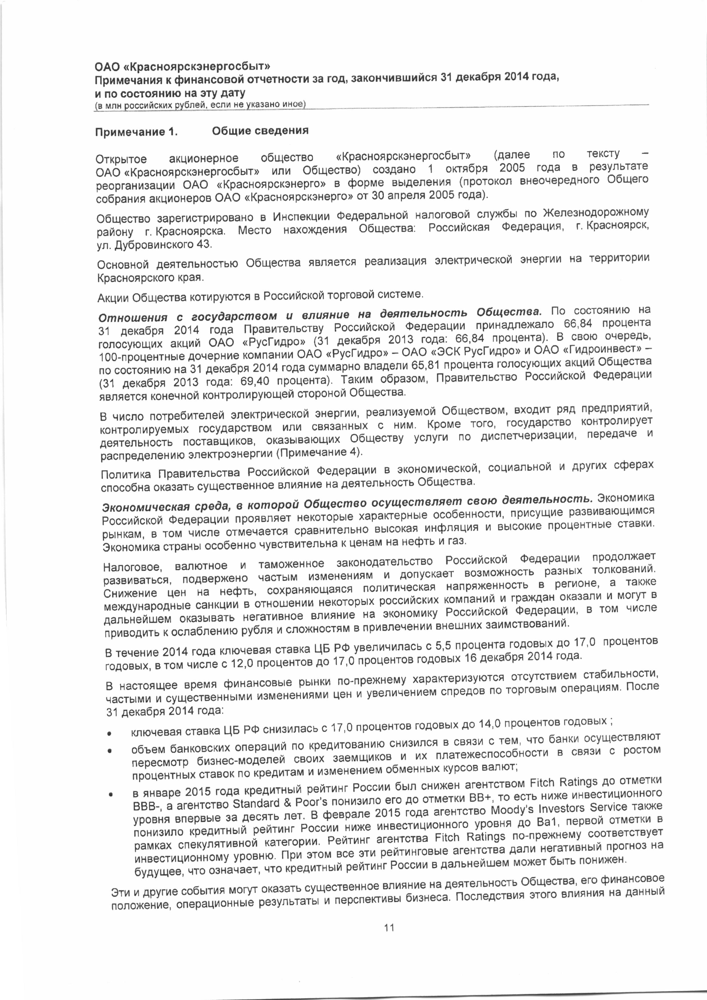 ОАО «Красноярскэнергосбыт»
Примечания к финансовой отчетности за год, закончившийся 31 декабря 2014 года,
и по состоянию на эту дату
(в млн российских рублей, если не указано иное)
Примечание 1. Общие сведения
Открытое акционерное общество «Красноярскэнергосбыт» (далее по тексту –
ОАО «Красноярскэнергосбыт» или Общество) создано 1 октября 2005 года в результате
реорганизации ОАО «Красноярскэнерго» в форме выделения (протокол внеочередного Общего
собрания акционеров ОАО «Красноярскэнерго» от 30 апреля 2005 года).
Общество зарегистрировано в Инспекции Федеральной налоговой службы по Железнодорожному
району г. Красноярска. Место нахождения Общества: Российская Федерация, г. Красноярск,
ул. Дубровинского 43.
Основной деятельностью Общества является реализация электрической энергии на территории
Красноярского края.
Акции Общества котируются в Российской торговой системе.
Отношения с государством и влияние на деятельность Общества. По состоянию на
31 декабря 2014 года Правительству Российской Федерации принадлежало 66,84 процента
голосующих акций ОАО «РусГидро» (31 декабря 2013 года: 66,84 процента). В свою очередь,
100-процентные дочерние компании ОАО «РусГидро» – ОАО «ЭСК РусГидро» и ОАО «Гидроинвест» –
по состоянию на 31 декабря 2014 года суммарно владели 65,81 процента голосующих акций Общества
(31 декабря 2013 года: 69,40 процента). Таким образом, Правительство Российской Федерации
является конечной контролирующей стороной Общества.
В число потребителей электрической энергии, реализуемой Обществом, входит ряд предприятий,
контролируемых государством или связанных с ним. Кроме того, государство контролирует
деятельность поставщиков, оказывающих Обществу услуги по диспетчеризации, передаче и
распределению электроэнергии (Примечание 4).
Политика Правительства Российской Федерации в экономической, социальной и других сферах
способна оказать существенное влияние на деятельность Общества.
Экономическая среда, в которой Общество осуществляет свою деятельность. Экономика
Российской Федерации проявляет некоторые характерные особенности, присущие развивающимся
рынкам, в том числе отмечается сравнительно высокая инфляция и высокие процентные ставки.
Экономика страны особенно чувствительна к ценам на нефть и газ.
Налоговое, валютное и таможенное законодательство Российской Федерации продолжает
развиваться, подвержено частым изменениям и допускает возможность разных толкований.
Снижение цен на нефть, сохраняющаяся политическая напряженность в регионе, а также
международные санкции в отношении некоторых российских компаний и граждан оказали и могут в
дальнейшем оказывать негативное влияние на экономику Российской Федерации, в том числе
приводить к ослаблению рубля и сложностям в привлечении внешних заимствований.
В течение 2014 года ключевая ставка ЦБ РФ увеличилась с 5,5 процента годовых до 17,0 процентов
годовых, в том числе с 12,0 процентов до 17,0 процентов годовых 16 декабря 2014 года.
В настоящее время финансовые рынки по-прежнему характеризуются отсутствием стабильности,
частыми и существенными изменениями цен и увеличением спредов по торговым операциям. После
31 декабря 2014 года:
• ключевая ставка ЦБ РФ снизилась с 17,0 процентов годовых до 14,0 процентов годовых ;
• объем банковских операций по кредитованию снизился в связи с тем, что банки осуществляют
пересмотр бизнес-моделей своих заемщиков и их платежеспособности в связи с ростом
процентных ставок по кредитам и изменением обменных курсов валют;
• в январе 2015 года кредитный рейтинг России был снижен агентством Fitch Ratings до отметки
BBB-, а агентство Standard & Poor's понизило его до отметки BB+, то есть ниже инвестиционного
уровня впервые за десять лет. В феврале 2015 года агентство Moody's Investors Service также
понизило кредитный рейтинг России ниже инвестиционного уровня до Ba1, первой отметки в
рамках спекулятивной категории. Рейтинг агентства Fitch Ratings по-прежнему соответствует
инвестиционному уровню. При этом все эти рейтинговые агентства дали негативный прогноз на
будущее, что означает, что кредитный рейтинг России в дальнейшем может быть понижен.
Эти и другие события могут оказать существенное влияние на деятельность Общества, его финансовое
положение, операционные результаты и перспективы бизнеса. Последствия этого влияния на данный
11